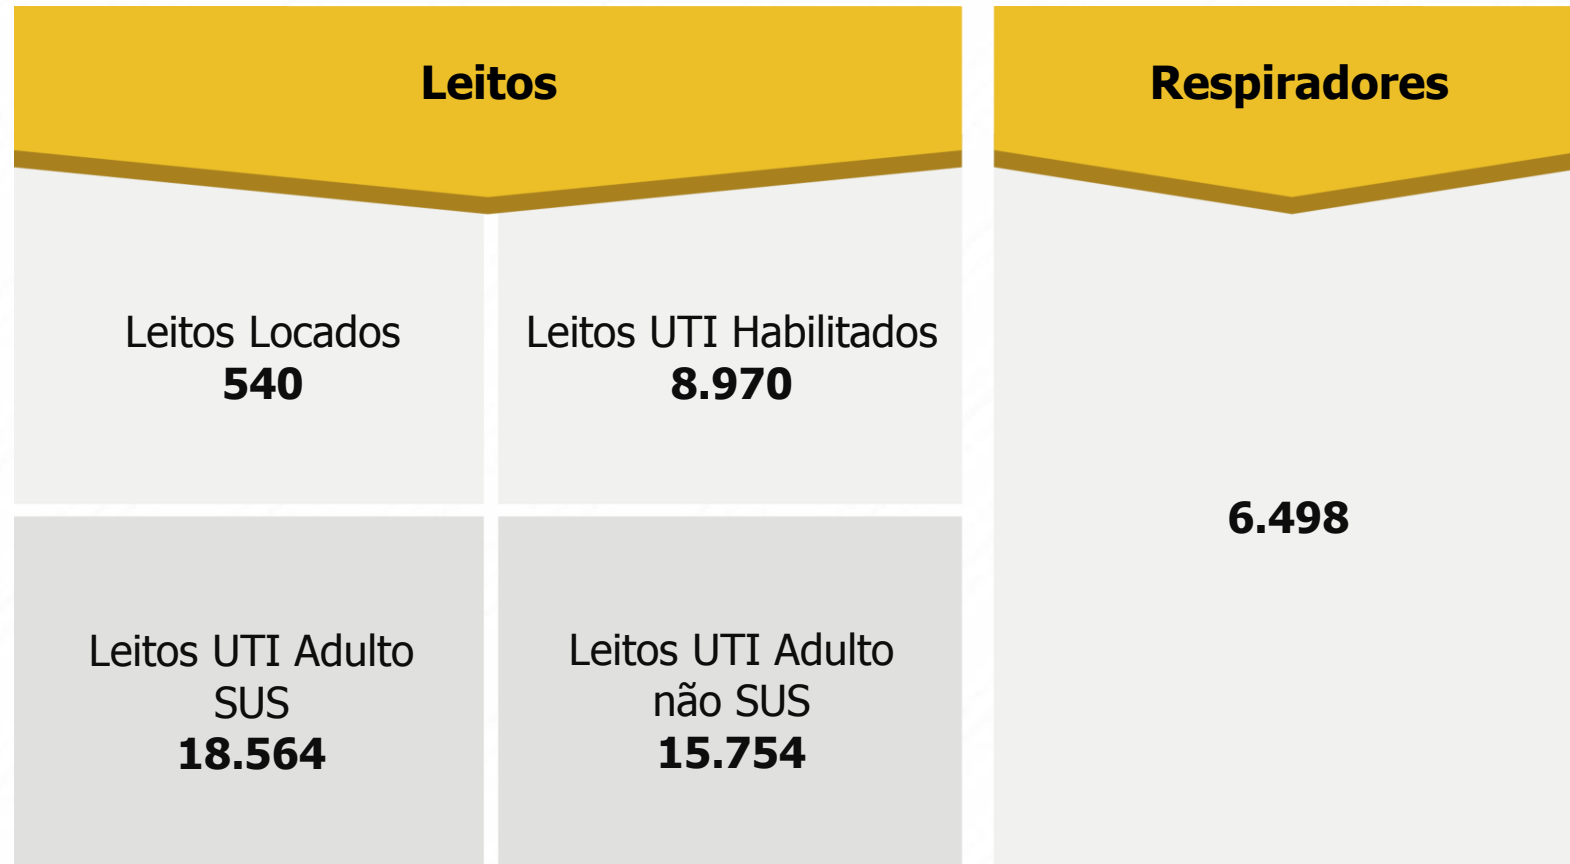 Leitos
Leitos Locados
540
Leitos UTI Habilitados
8.970
Leitos UTI Adulto
SUS
18.564
Leitos UTI Adulto
não SUS
15.754
Respiradores
6.498